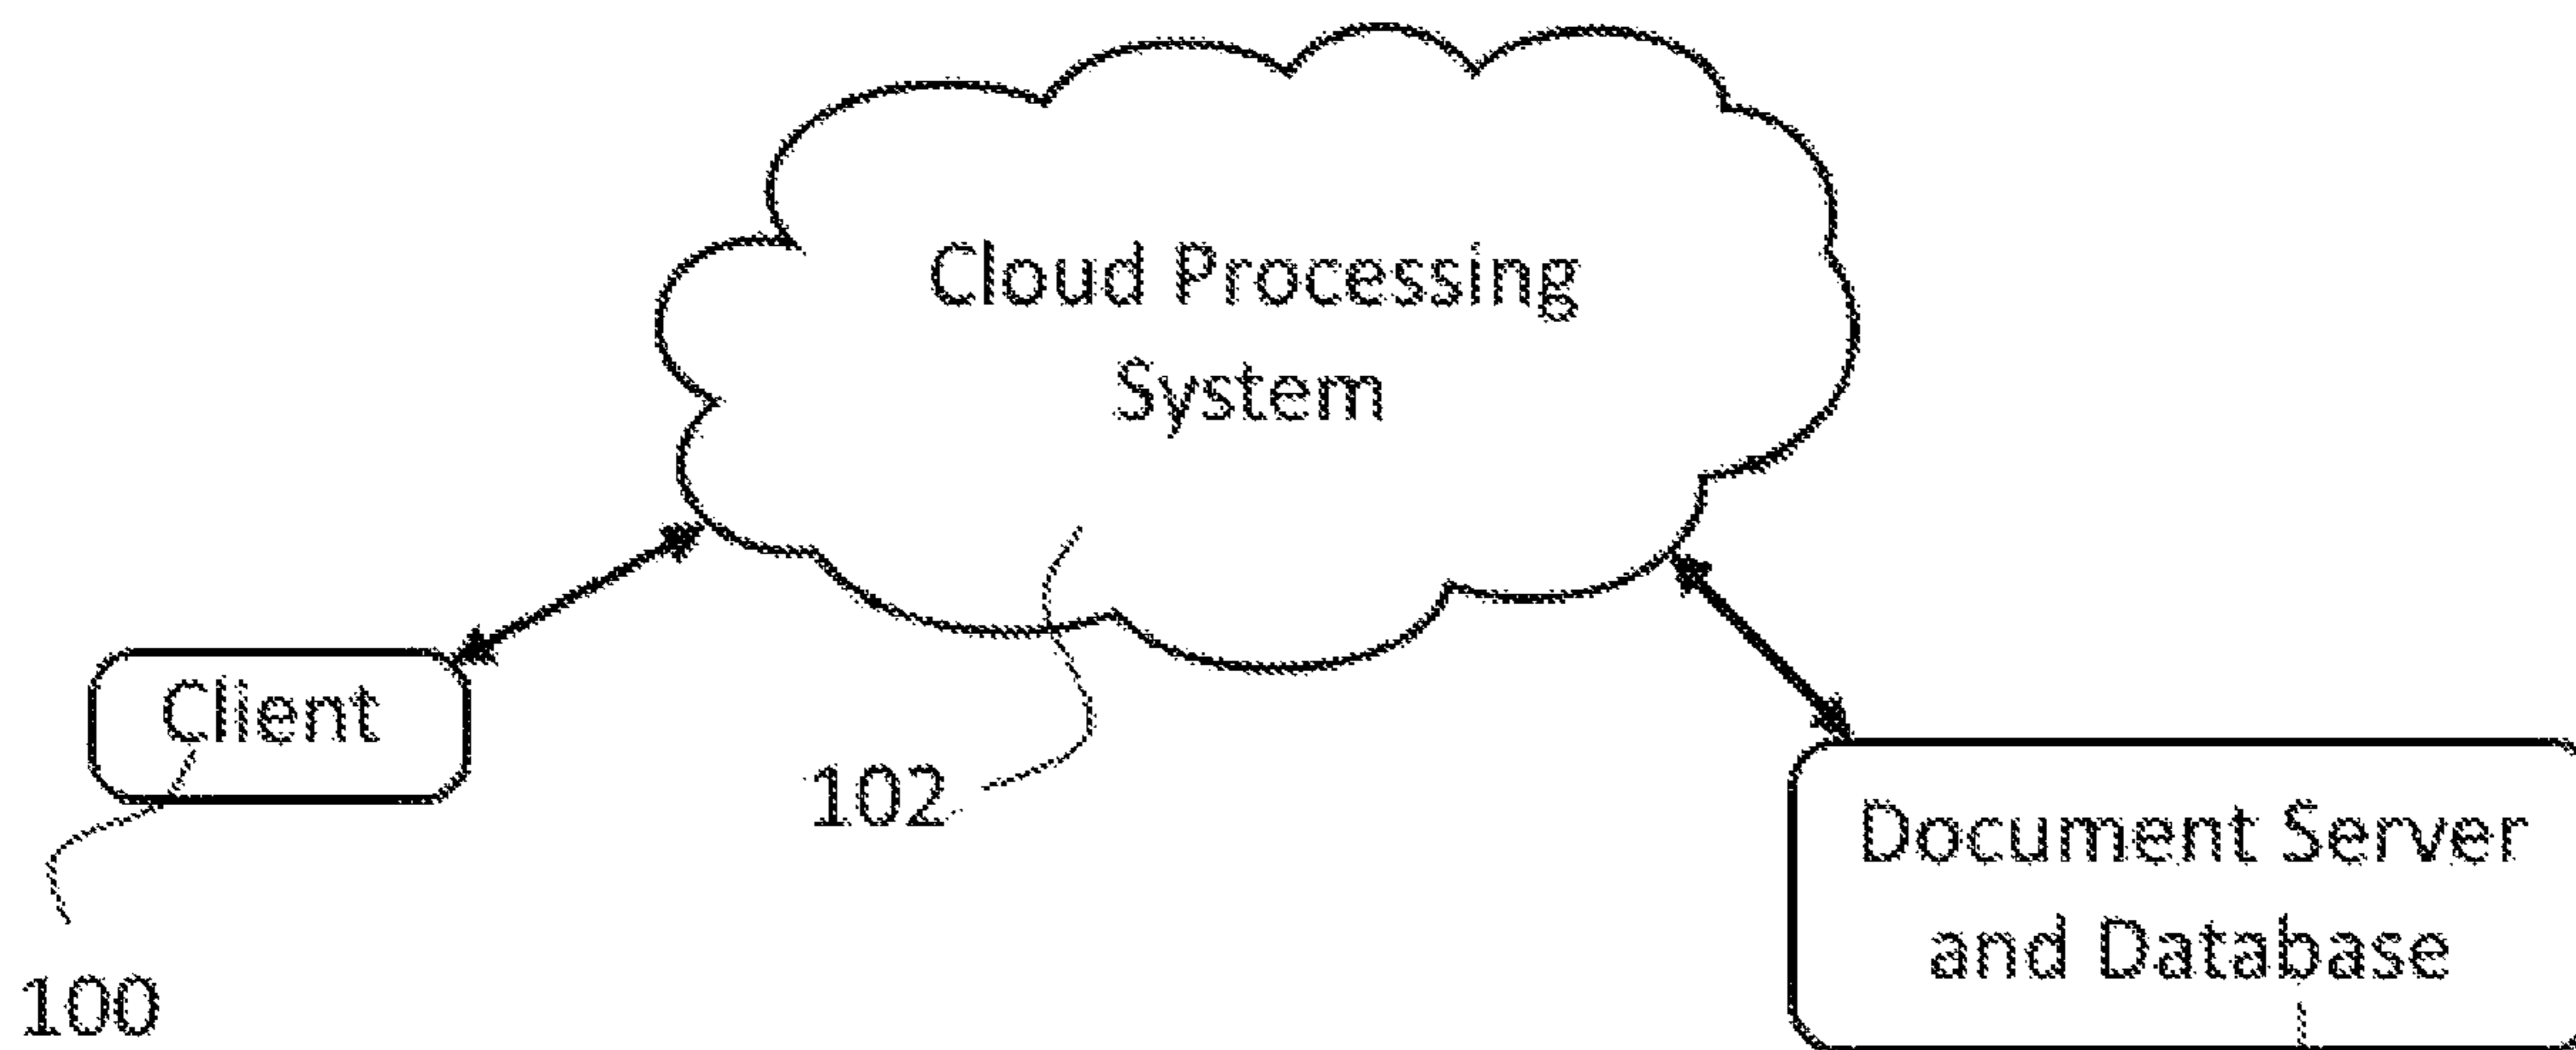 Cloud Processing
System
Client
102
Document Server
and Database
100